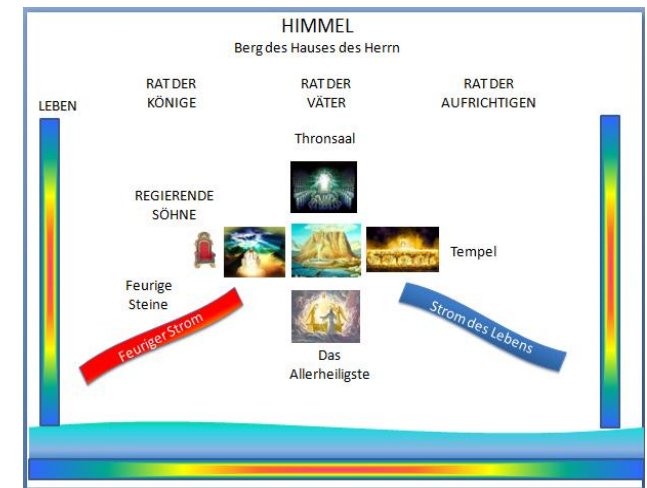 HIMMEL
Berg des Hauses des Herrn
RAT DER
KÖNIGE
RAT DER
VÄTER
RAT DER
AUFRICHTIGEN
LEBEN
Thronsaal
REGIERENDE
SÖHNE
Tempel
Feurige
Steine
Feuriger Strom
Strom des Lebens
Das
Allerheiligste